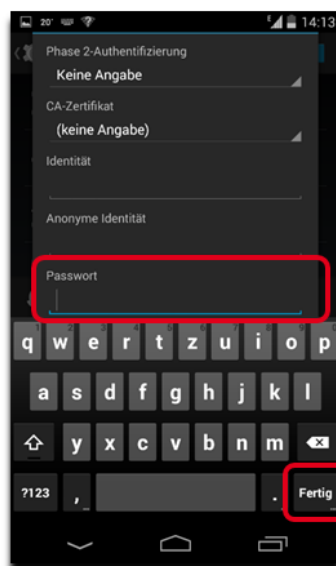 20° 14:13
Phase 2-Authentifizierung
Keine Angabe
CA-Zertifikat
(keine Angabe)
Identität
Anonyme Identität
Passwort
q w e r t z u i o p
a s d f g h j k l
y x c v b n m
?123 , . Fertig